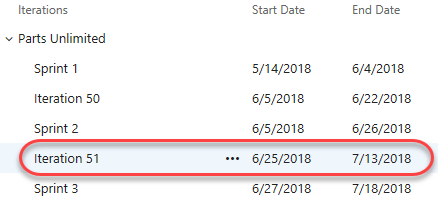 Iterations Start Date End Date
Parts Unlimited
Sprint 1 5/14/2018 6/4/2018
Iteration 50 6/5/2018 6/22/2018
Sprint 2 6/5/2018 6/26/2018
Iteration 51 ••• 6/25/2018 7/13/2018
Sprint 3 6/27/2018 7/18/2018